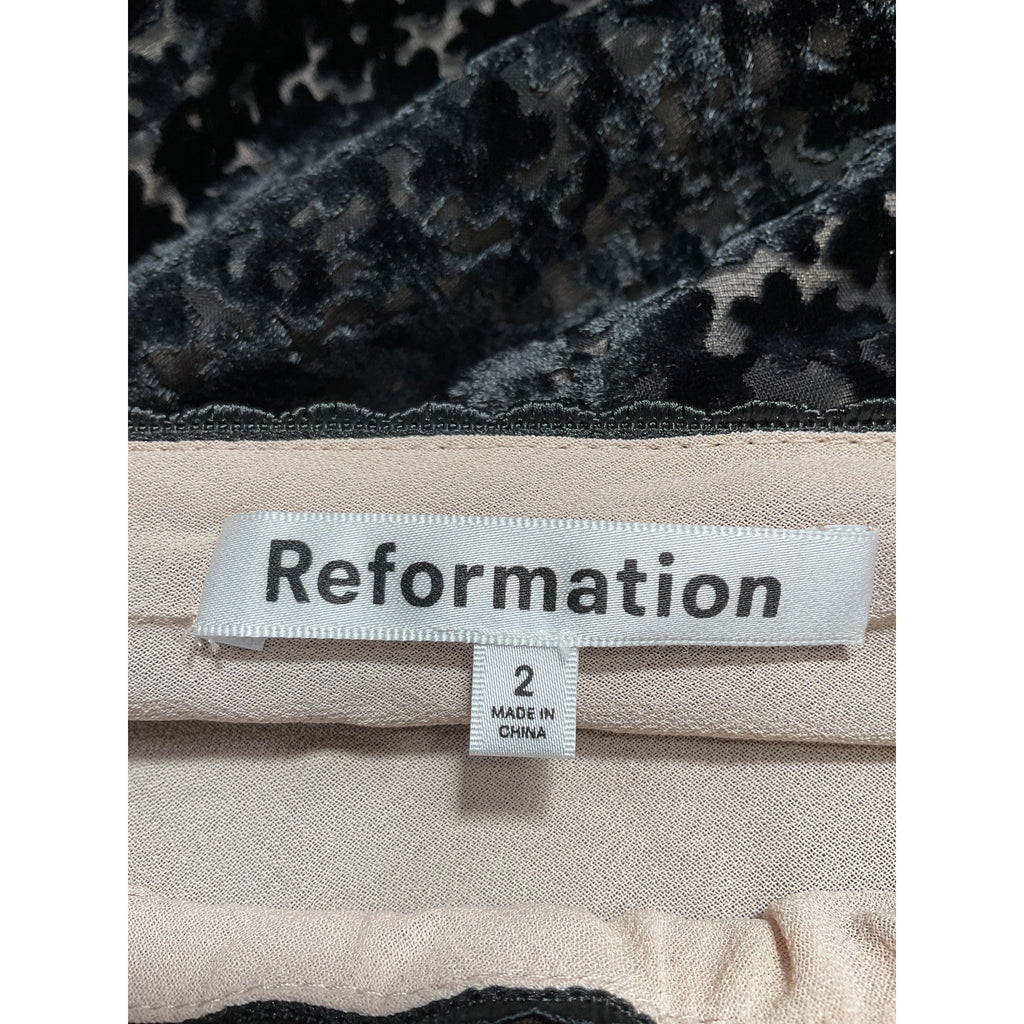 Reformation
2
MADE IN
CHINA